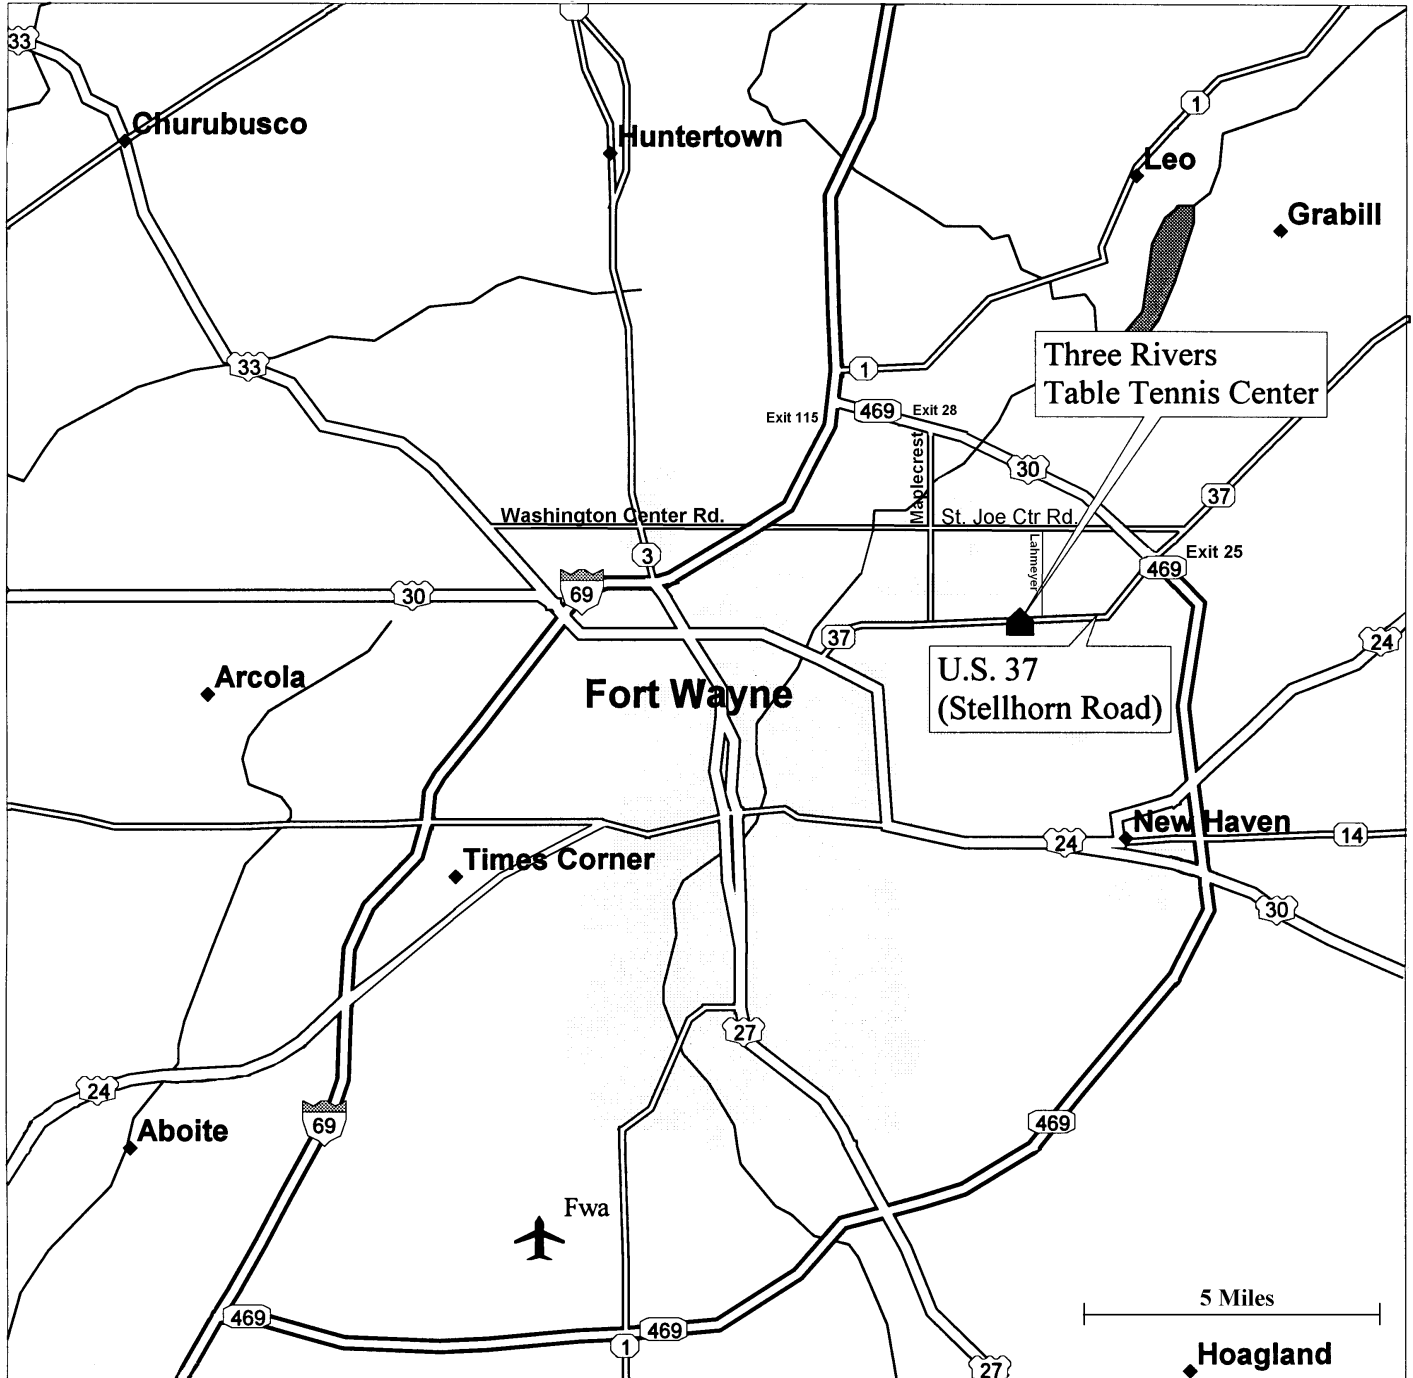 33
Churubusco
Huntertown
1
Leo
Grabill
33
1
Three Rivers
Table Tennis Center
Exit 115
469
Exit 28
Maplecrest
30
37
Washington Center Rd.
St. Joe Ctr Rd.
3
Lahmeyer
Exit 25
469
30
69
37
24
Arcola
Fort Wayne
U.S. 37
(Stellhorn Road)
Times Corner
24
New Haven
14
30
27
24
69
Aboite
469
Fwa
469
469
1
5 Miles
Hoagland
27